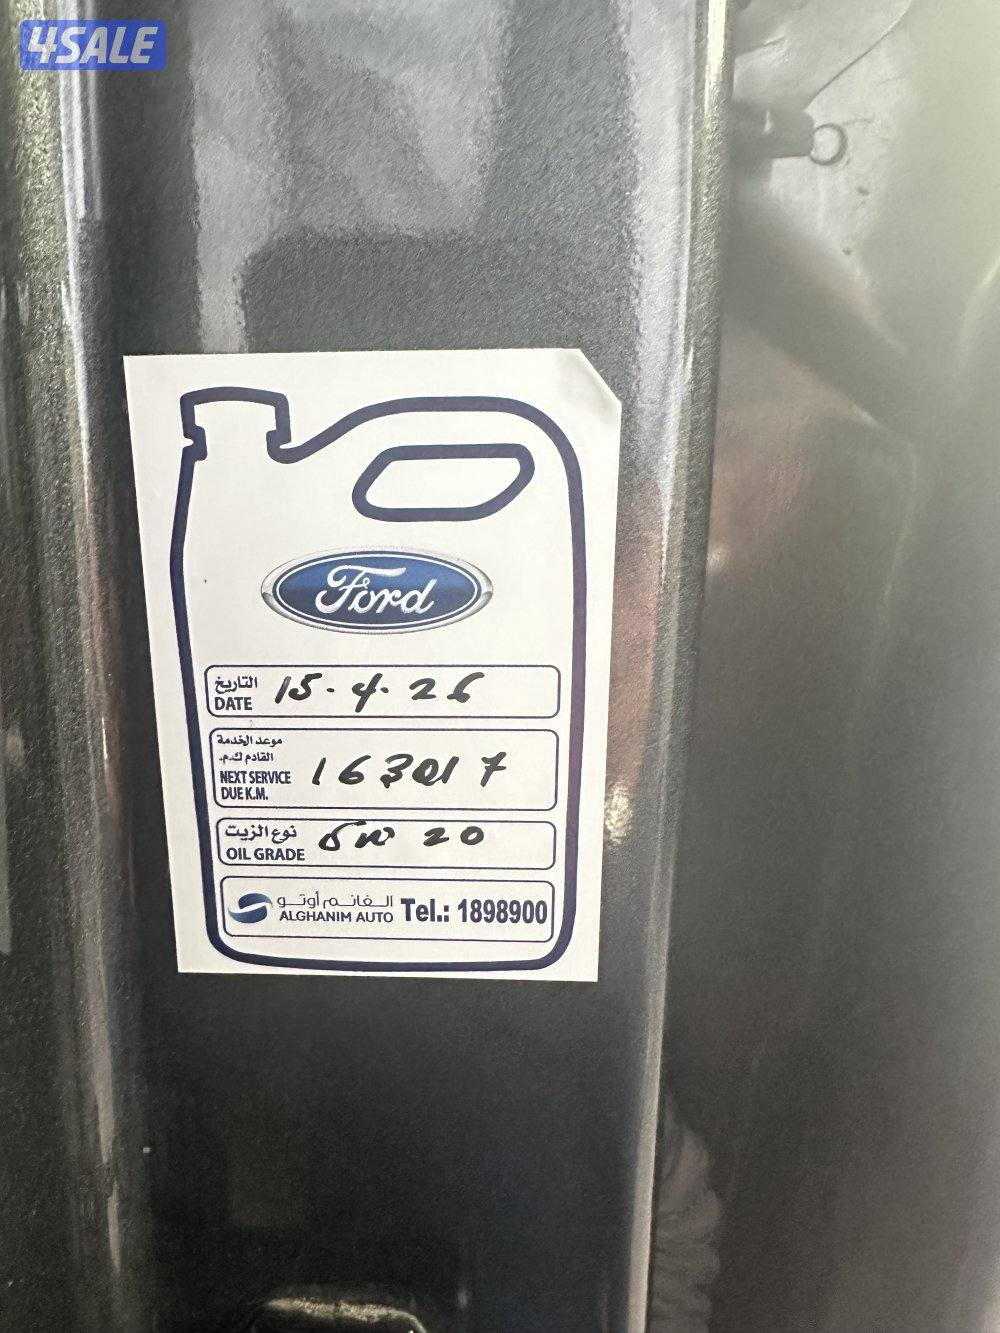 4SALE
Ford
التاريخ
DATE 15.4.26
موعد الخدمة
القادم ك.م.
NEXT SERVICE
DUE K.M. 163017
نوع الزيت
OIL GRADE 5W 20
الغانم أوتو
ALGHANIM AUTO Tel.: 1898900